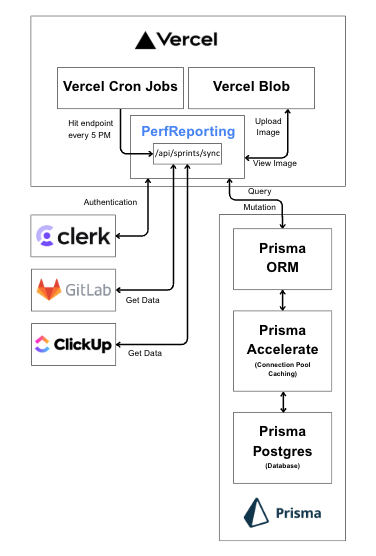 Vercel
Vercel Cron Jobs
Vercel Blob
Hit endpoint
every 5 PM
Upload
Image
PerfReporting
/api/sprints/sync
View Image
Authentication
Query
Mutation
clerk
GitLab
Get Data
ClickUp
Get Data
Prisma
ORM
Prisma
Accelerate
(Connection Pool
Caching)
Prisma
Postgres
(Database)
Prisma